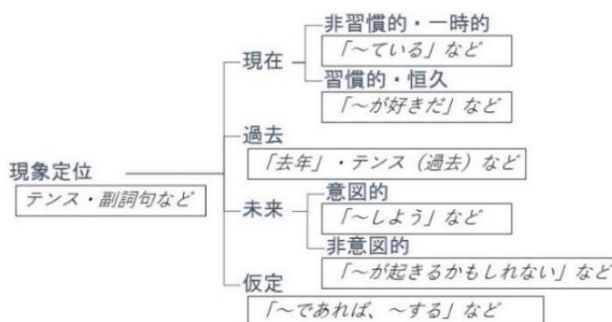 非習慣的・一時的
「～ている」など
現在
習慣的・恒久
「～が好きだ」など
過去
「去年」・テンス（過去）など
現象定位
テンス・副詞句など
意図的
「～しよう」など
未来
非意図的
「～が起きるかもしれない」など
仮定
「～であれば、～する」など